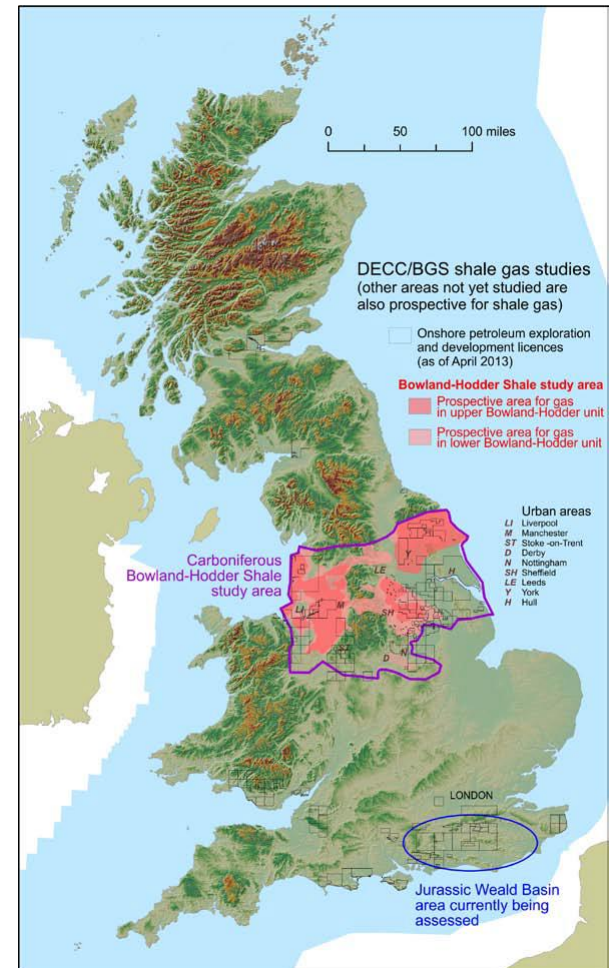 0 50 100 miles
DECC/BGS shale gas studies
(other areas not yet studied are
also prospective for shale gas)
Onshore petroleum exploration
and development licences
(as of April 2013)
Bowland-Hodder Shale study area
Prospective area for gas
in upper Bowland-Hodder unit
Prospective area for gas
in lower Bowland-Hodder unit
Urban areas
LI Liverpool
M Manchester
ST Stoke -on-Trent
D Derby
N Nottingham
SH Sheffield
LE Leeds
Y York
H Hull
Carboniferous
Bowland-Hodder Shale
study area
Y
LE
H
LI
M
SH
D
N
LONDON
Jurassic Weald Basin
area currently being
assessed